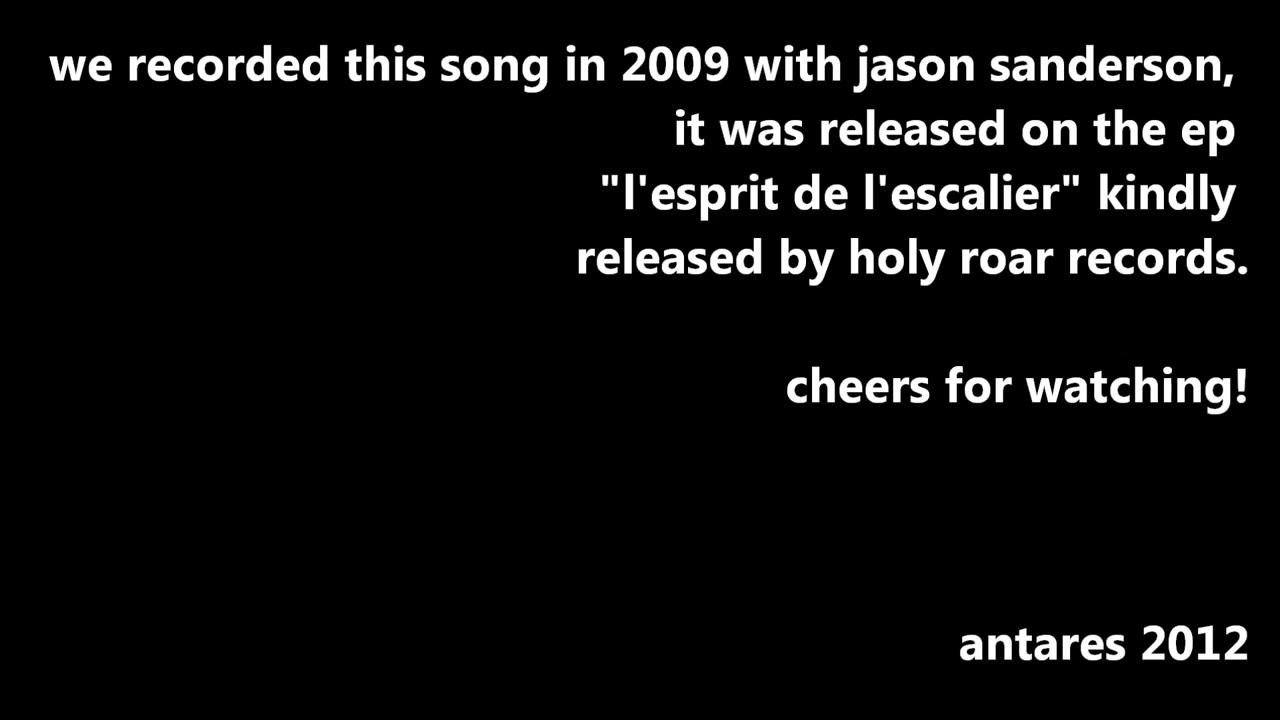 we recorded this song in 2009 with jason sanderson,
it was released on the ep
"l'esprit de l'escalier" kindly
released by holy roar records.
cheers for watching!
antares 2012